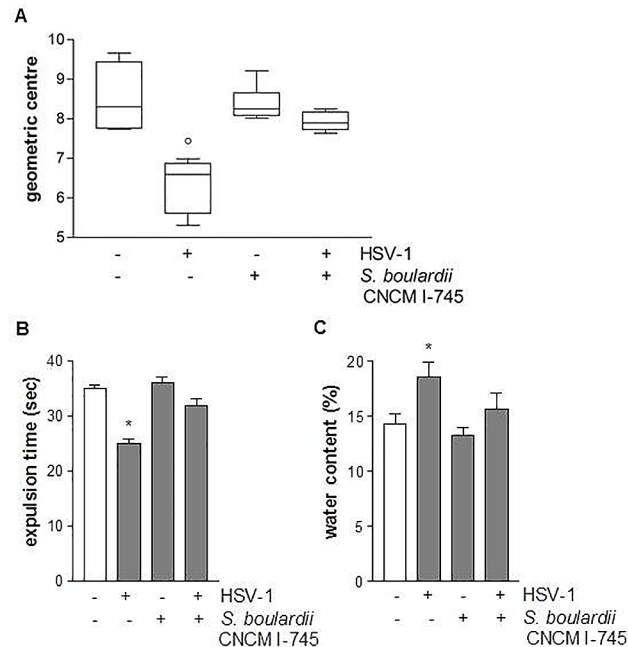 A
geometric centre
10
9
8
7
6
5
- + - + HSV-1
- - + + S. boulardii
CNCM I-745
B
expulsion time (sec)
40
30
20
10
0
*
- + - + HSV-1
- - + + S. boulardii
CNCM I-745
C
water content (%)
20
15
10
5
0
*
- + - + HSV-1
- - + + S. boulardii
CNCM I-745